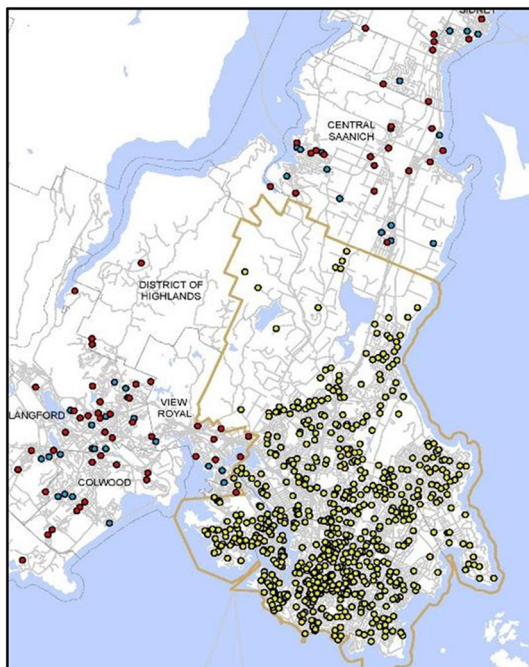 SIDNEY
CENTRAL
SAANICH
DISTRICT OF
HIGHLANDS
VIEW
ROYAL
LANGFORD
COLWOOD